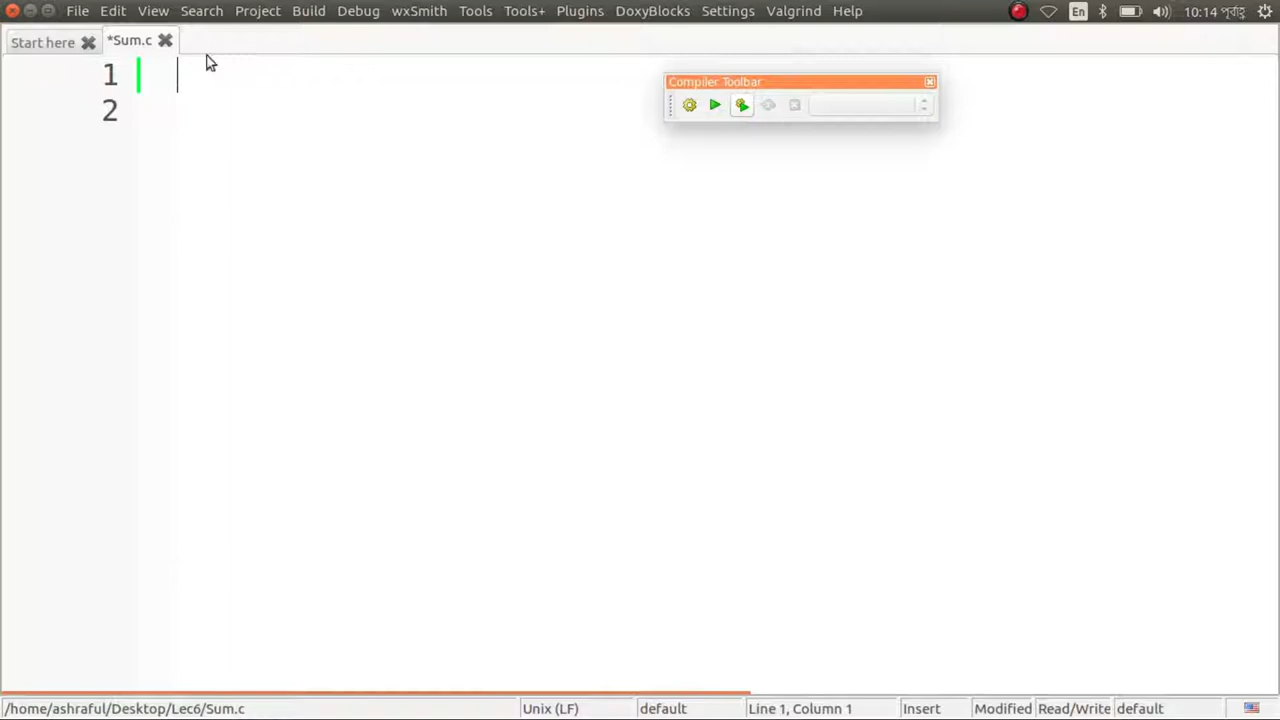 File Edit View Search Project Build Debug wxSmith Tools Tools+ Plugins DoxyBlocks Settings Valgrind Help En 10:14 পূর্বাহ্ণ
Start here *Sum.c
Compiler Toolbar
1
2
/home/ashraful/Desktop/Lec6/Sum.c Unix (LF) default Line 1, Column 1 Insert Modified Read/Write default